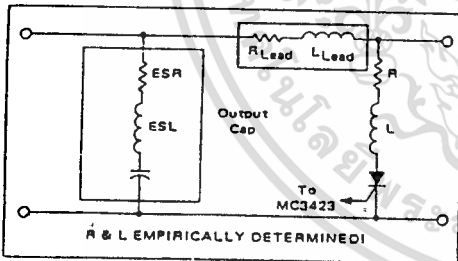 RLead LLead
ESR
R
ESL
Output
Cap
L
To
MC3423
R & L EMPIRICALLY DETERMINED!